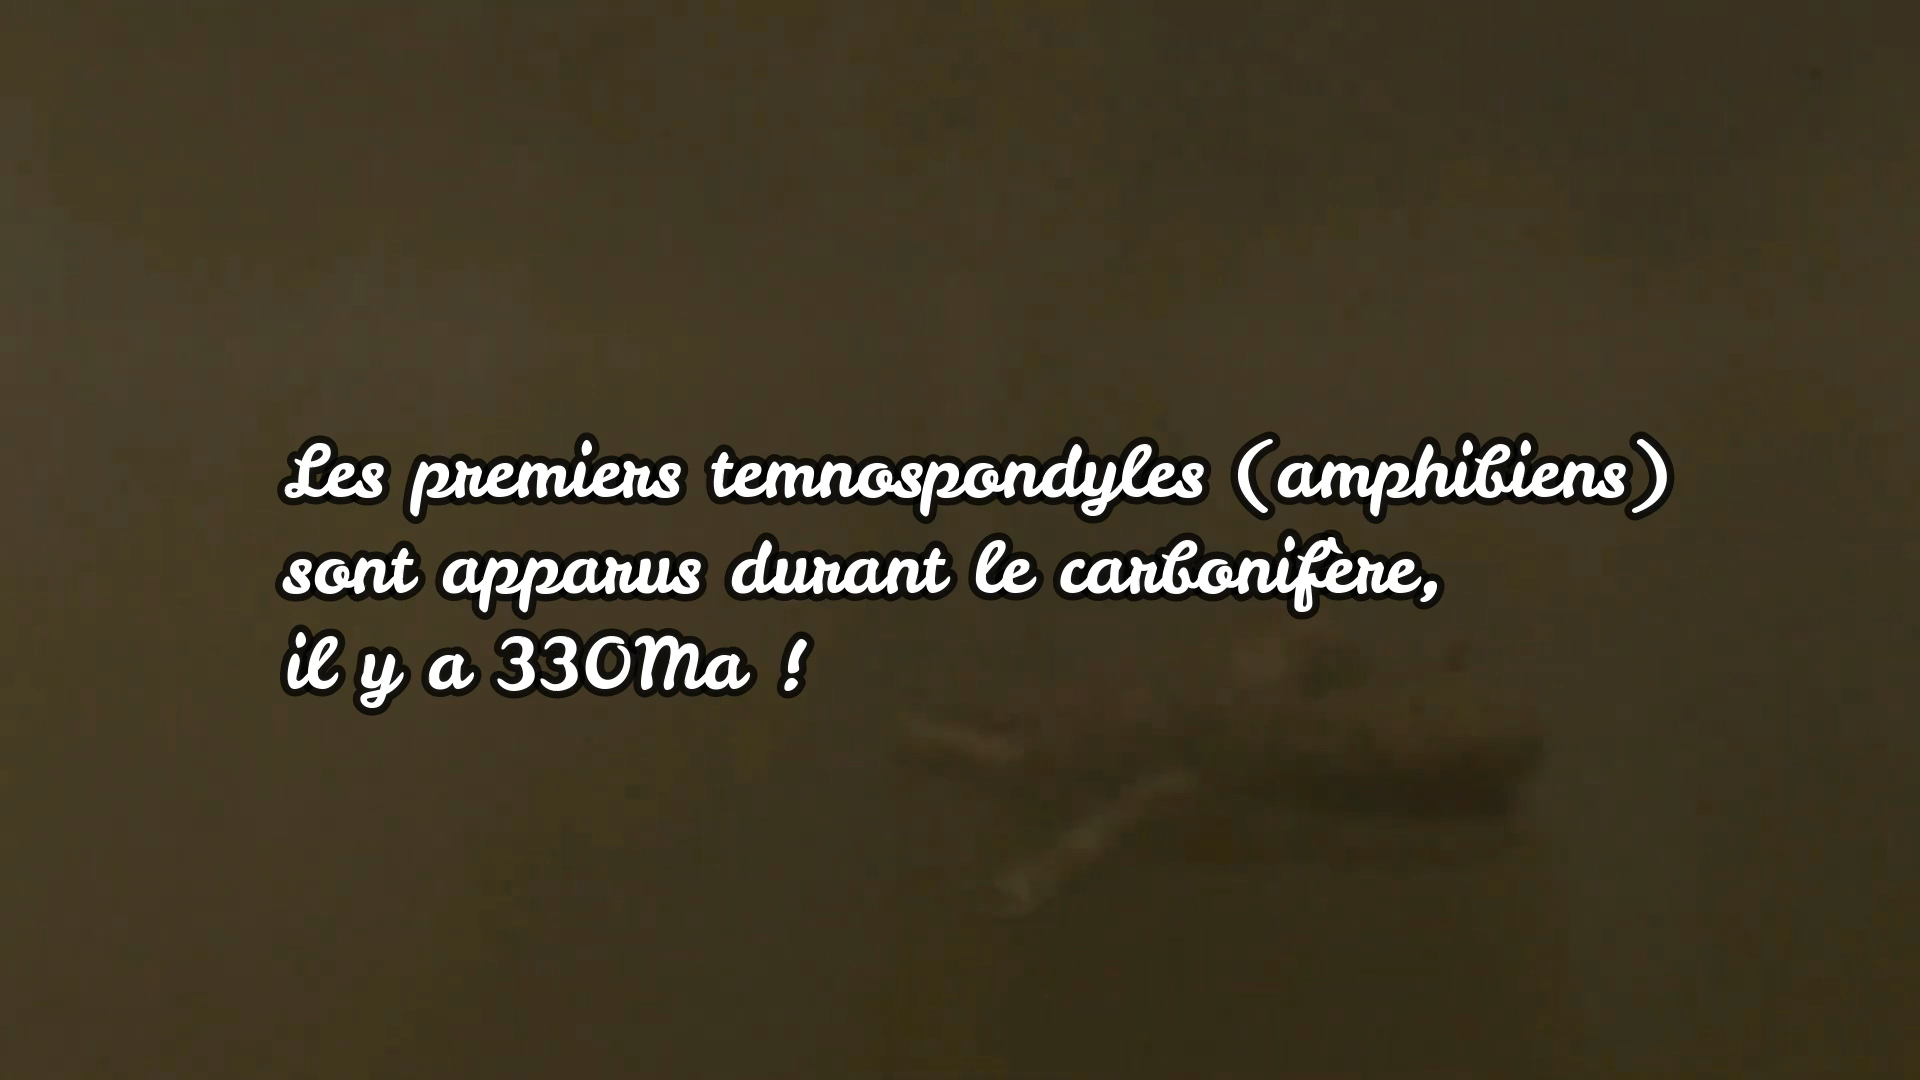 Les premiers temnospondyles (amphibiens)
sont apparus durant le carbonifère,
il y a 330Ma !